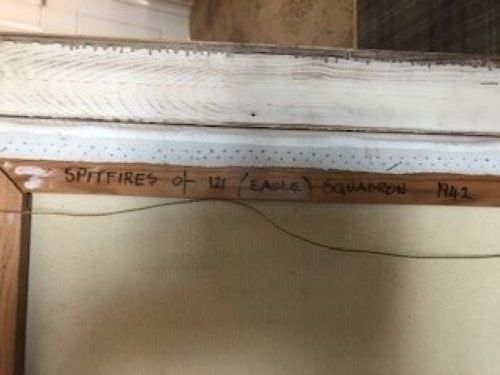 SPITFIRES of 121 (EAGLE) SQUADRON 1942